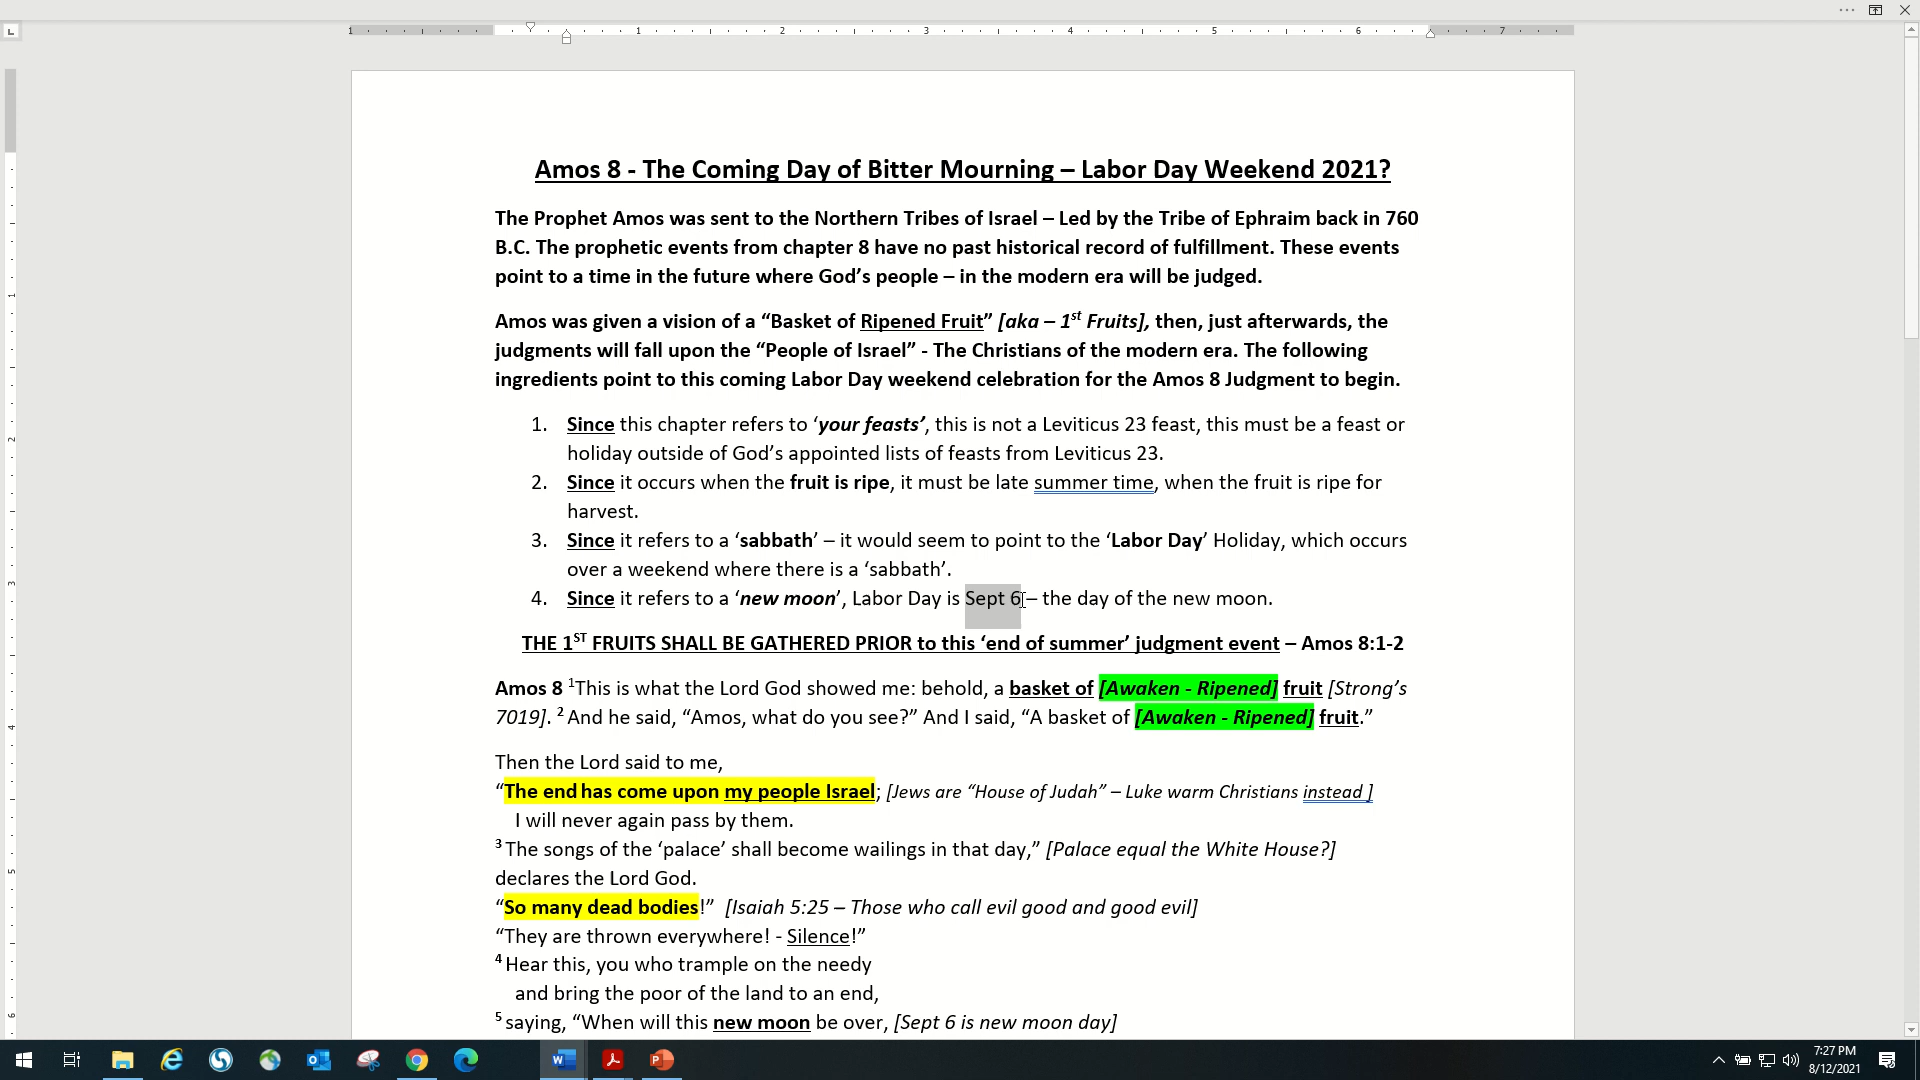 1 1 2 3 4 5 6 7
Amos 8 - The Coming Day of Bitter Mourning – Labor Day Weekend 2021?
The Prophet Amos was sent to the Northern Tribes of Israel – Led by the Tribe of Ephraim back in 760
B.C. The prophetic events from chapter 8 have no past historical record of fulfillment. These events
point to a time in the future where God’s people – in the modern era will be judged.
Amos was given a vision of a “Basket of Ripened Fruit” [aka – 1st Fruits], then, just afterwards, the
judgments will fall upon the “People of Israel” - The Christians of the modern era. The following
ingredients point to this coming Labor Day weekend celebration for the Amos 8 Judgment to begin.
1. Since this chapter refers to ‘your feasts’, this is not a Leviticus 23 feast, this must be a feast or
holiday outside of God’s appointed lists of feasts from Leviticus 23.
2. Since it occurs when the fruit is ripe, it must be late summer time, when the fruit is ripe for
harvest.
3. Since it refers to a ‘sabbath’ – it would seem to point to the ‘Labor Day’ Holiday, which occurs
over a weekend where there is a ‘sabbath’.
4. Since it refers to a ‘new moon’, Labor Day is Sept 6 – the day of the new moon.
THE 1ST FRUITS SHALL BE GATHERED PRIOR to this ‘end of summer’ judgment event – Amos 8:1-2
Amos 8 1This is what the Lord God showed me: behold, a basket of [Awaken - Ripened] fruit [Strong’s
7019]. 2 And he said, “Amos, what do you see?” And I said, “A basket of [Awaken - Ripened] fruit.”
Then the Lord said to me,
“The end has come upon my people Israel; [Jews are “House of Judah” – Luke warm Christians instead ]
I will never again pass by them.
3 The songs of the ‘palace’ shall become wailings in that day,” [Palace equal the White House?]
declares the Lord God.
“So many dead bodies!” [Isaiah 5:25 – Those who call evil good and good evil]
“They are thrown everywhere! - Silence!”
4 Hear this, you who trample on the needy
and bring the poor of the land to an end,
5 saying, “When will this new moon be over, [Sept 6 is new moon day]
1
2
3
4
5
6
7:27 PM
8/12/2021